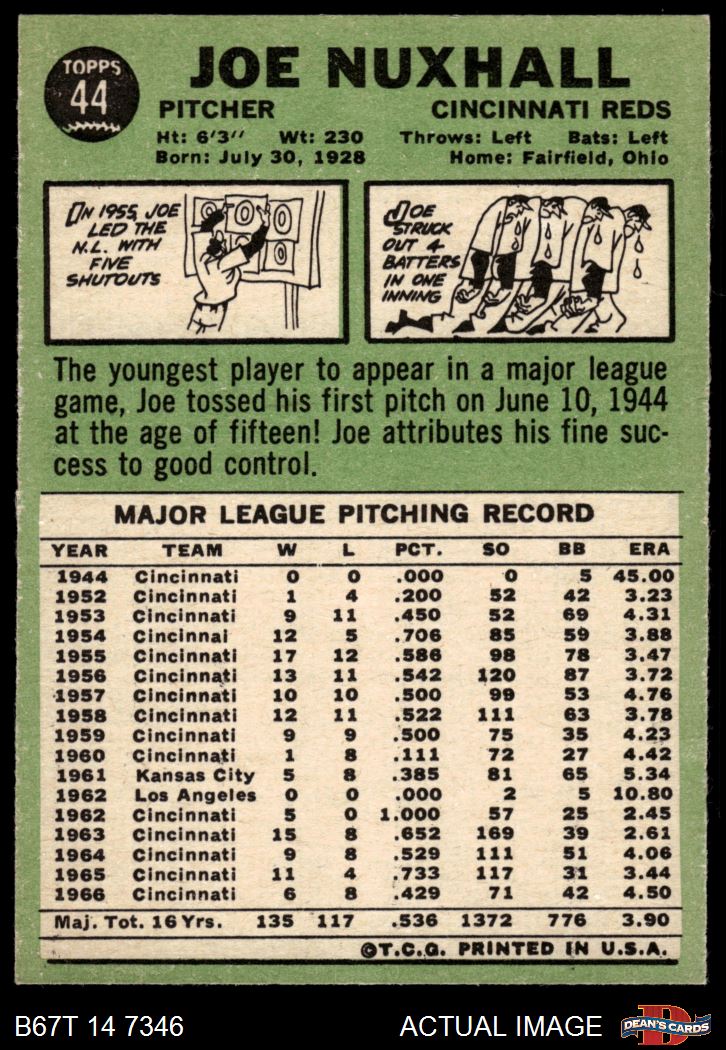 TOPPS
44
JOE NUXHALL
PITCHER CINCINNATI REDS
Ht: 6'3" Wt: 230 Throws: Left Bats: Left
Born: July 30, 1928 Home: Fairfield, Ohio
IN 1955, JOE
LED THE
N.L. WITH
FIVE
SHUTOUTS
0 0
0
JOE
STRUCK
OUT 4
BATTERS
IN ONE
INNING
The youngest player to appear in a major league
game, Joe tossed his first pitch on June 10, 1944
at the age of fifteen! Joe attributes his fine suc-
cess to good control.
MAJOR LEAGUE PITCHING RECORD
YEAR TEAM W L PCT. SO BB ERA
1944 Cincinnati 0 0 .000 0 5 45.00
1952 Cincinnati 1 4 .200 52 42 3.23
1953 Cincinnati 9 11 .450 52 69 4.31
1954 Cincinnai 12 5 .706 85 59 3.88
1955 Cincinnati 17 12 .586 98 78 3.47
1956 Cincinnati 13 11 .542 120 87 3.72
1957 Cincinnati 10 10 .500 99 53 4.76
1958 Cincinnati 12 11 .522 111 63 3.78
1959 Cincinnati 9 9 .500 75 35 4.23
1960 Cincinnati 1 8 .111 72 27 4.42
1961 Kansas City 5 8 .385 81 65 5.34
1962 Los Angeles 0 0 .000 2 5 10.80
1962 Cincinnati 5 0 1.000 57 25 2.45
1963 Cincinnati 15 8 .652 169 39 2.61
1964 Cincinnati 9 8 .529 111 51 4.06
1965 Cincinnati 11 4 .733 117 31 3.44
1966 Cincinnati 6 8 .429 71 42 4.50
Maj. Tot. 16 Yrs. 135 117 .536 1372 776 3.90
©T.C.G. PRINTED IN U.S.A.
B67T 14 7346 ACTUAL IMAGE D DEAN'S CARDS